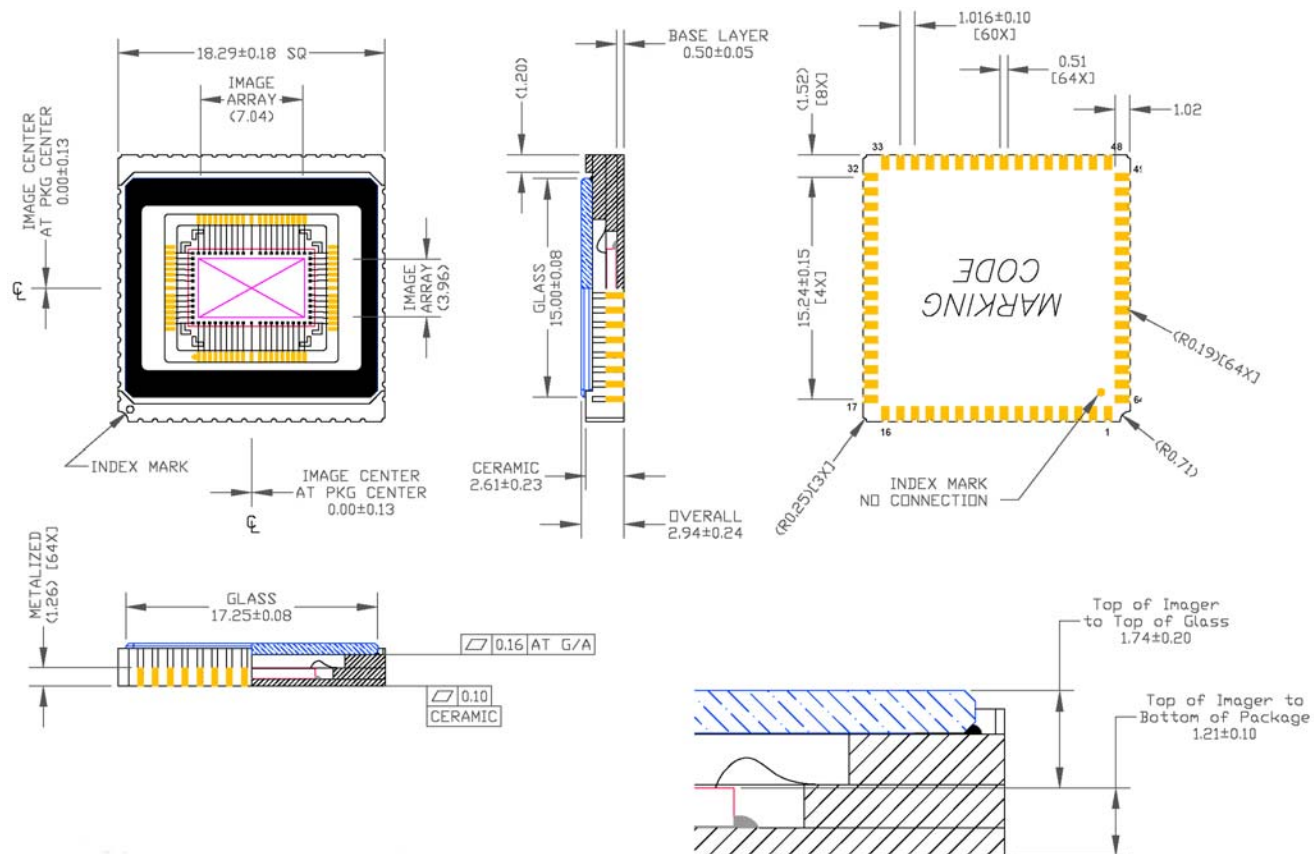 18.29±0.18 SQ
IMAGE
ARRAY
(7.04)
IMAGE CENTER
AT PKG CENTER
0.00±0.13
℄
IMAGE
ARRAY
(3.96)
INDEX MARK
IMAGE CENTER
AT PKG CENTER
0.00±0.13
℄
BASE LAYER
0.50±0.05
(1.20)
GLASS
15.00±0.08
CERAMIC
2.61±0.23
OVERALL
2.94±0.24
1.016±0.10
[60X]
0.51
[64X]
(1.52)
[8X]
1.02
33
48
32
49
15.24±0.15
[4X]
MARKING
CODE
(R0.19)[64X]
17
64
16
1
(R0.71)
(R0.25)[3X]
INDEX MARK
NO CONNECTION
METALIZED
(1.26) [64X]
GLASS
17.25±0.08
0.16 AT G/A
0.10
CERAMIC
Top of Imager
to Top of Glass
1.74±0.20
Top of Imager to
Bottom of Package
1.21±0.10